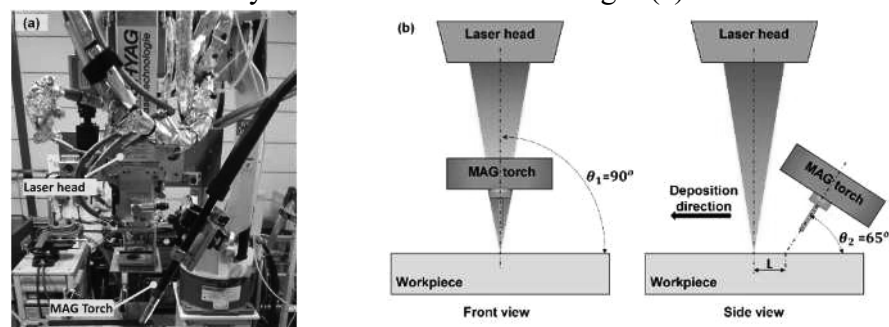 (a)
Laser head
MAG Torch
(b)
Laser head
MAG torch
θ₁=90°
Workpiece
Front view
Laser head
MAG torch
Deposition
direction
θ₂=65°
L
Workpiece
Side view